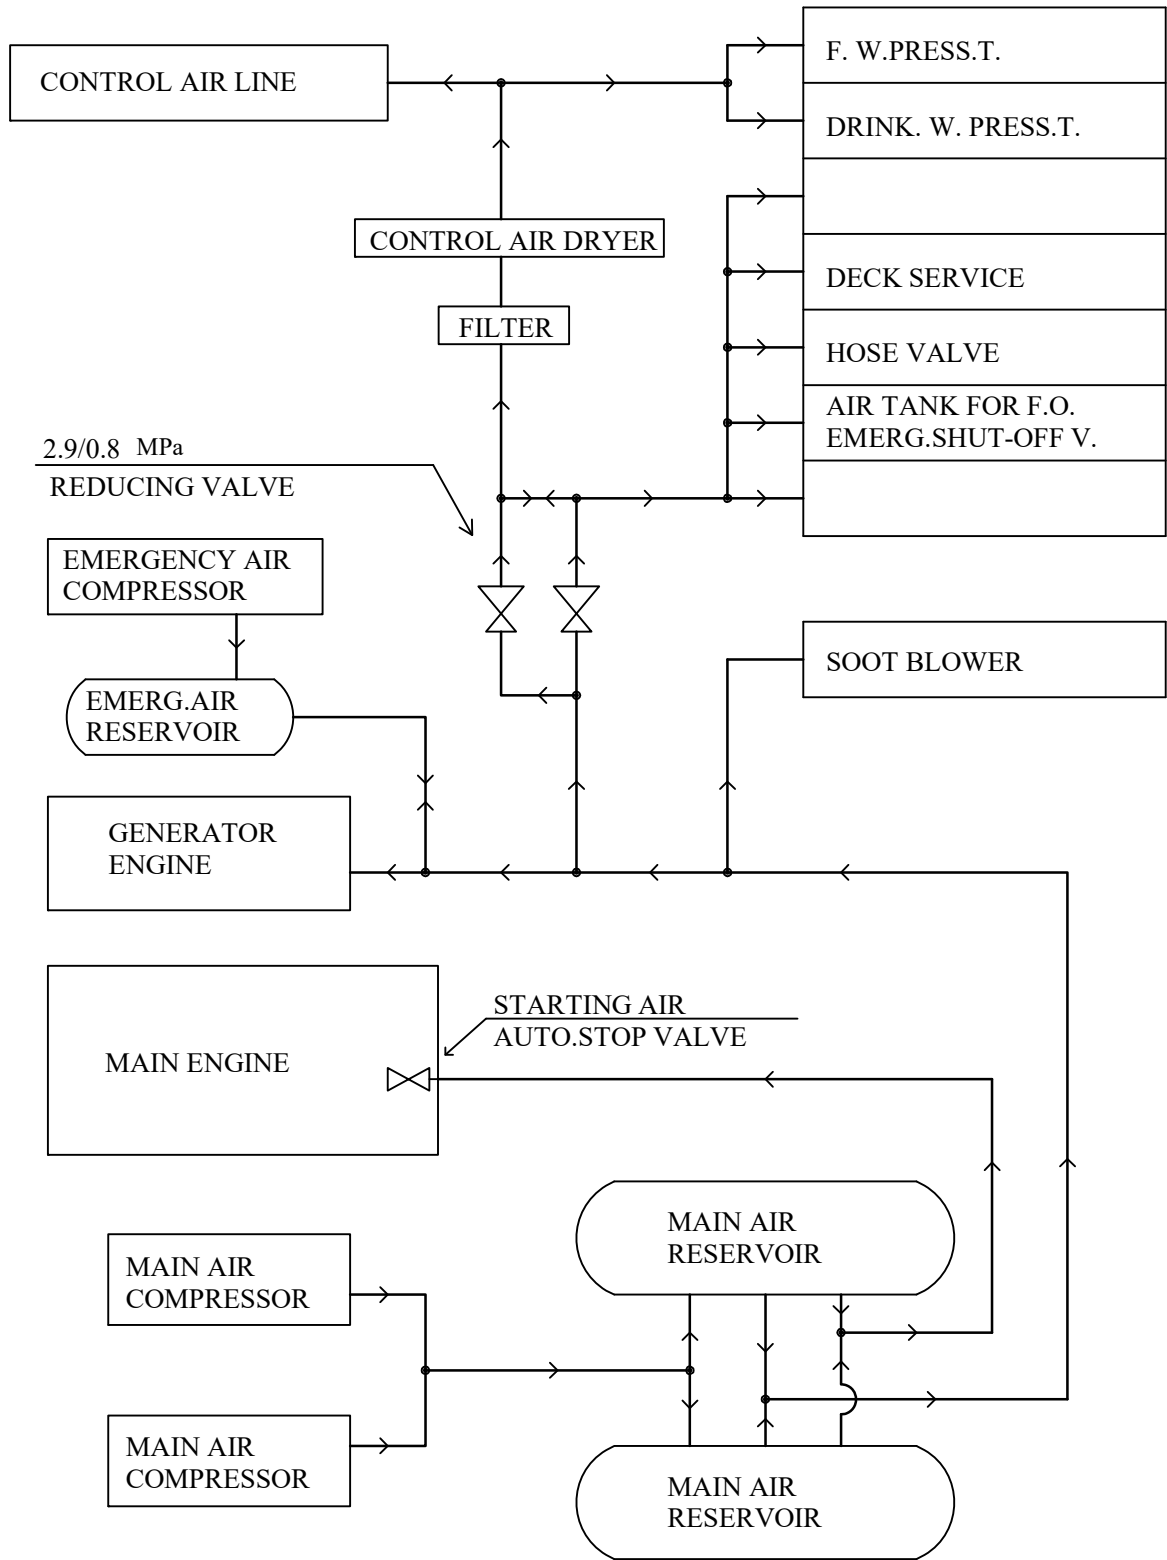 F. W.PRESS.T.
CONTROL AIR LINE
DRINK. W. PRESS.T.
CONTROL AIR DRYER
DECK SERVICE
FILTER
HOSE VALVE
AIR TANK FOR F.O.
EMERG.SHUT-OFF V.
2.9/0.8 MPa
REDUCING VALVE
EMERGENCY AIR
COMPRESSOR
SOOT BLOWER
EMERG.AIR
RESERVOIR
GENERATOR
ENGINE
STARTING AIR
AUTO.STOP VALVE
MAIN ENGINE
MAIN AIR
RESERVOIR
MAIN AIR
COMPRESSOR
MAIN AIR
COMPRESSOR
MAIN AIR
RESERVOIR